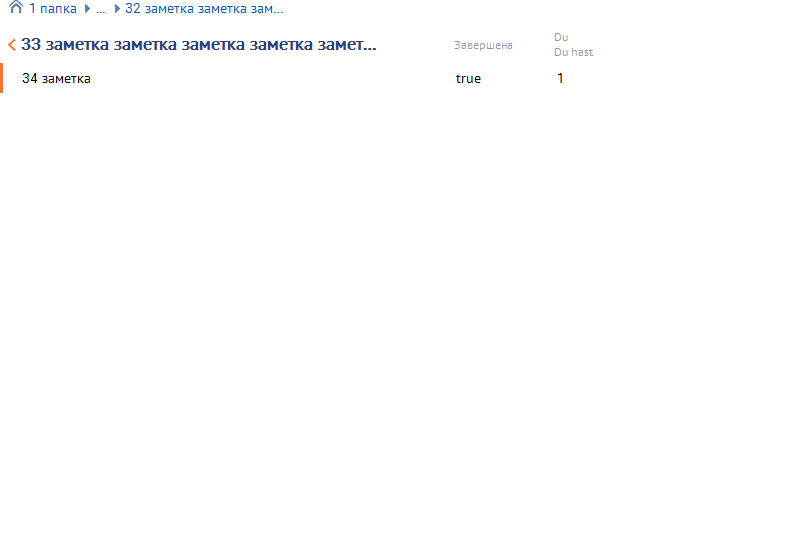 1 папка ... 32 заметка заметка зам...
33 заметка заметка заметка заметка замет...
Завершена
Du
Du hast
34 заметка true 1